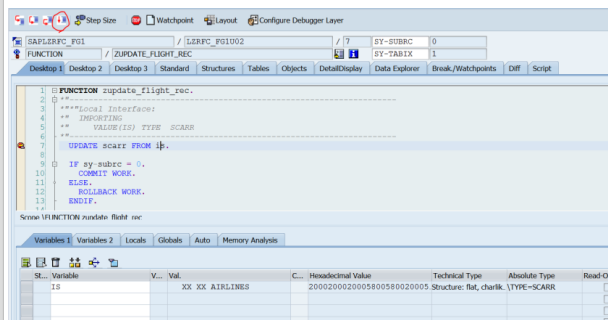 Step Size Watchpoint Layout Configure Debugger Layer
SAPLZRFC_FG1 / LZRFC_FG1U02 / 7 SY-SUBRC 0
FUNCTION / ZUPDATE_FLIGHT_REC SY-TABIX 1
Desktop 1 Desktop 2 Desktop 3 Standard Structures Tables Objects DetailDisplay Data Explorer Break./Watchpoints Diff Script
1 FUNCTION zupdate_flight_rec.
2 *"----------------------------------------------------------------------
3 *"*"Local Interface:
4 *" IMPORTING
5 *" VALUE(IS) TYPE SCARR
6 *"----------------------------------------------------------------------
7 UPDATE scarr FROM is.
8
9 IF sy-subrc = 0.
10 COMMIT WORK.
11 ELSE.
12 ROLLBACK WORK.
13 ENDIF.
Scope \FUNCTION zupdate_flight_rec
Variables 1 Variables 2 Locals Globals Auto Memory Analysis
St... Variable V... Val. C... Hexadecimal Value Technical Type Absolute Type Read-O
IS XX XX AIRLINES 2000200020005800580020005. Structure: flat, charlik. \TYPE=SCARR